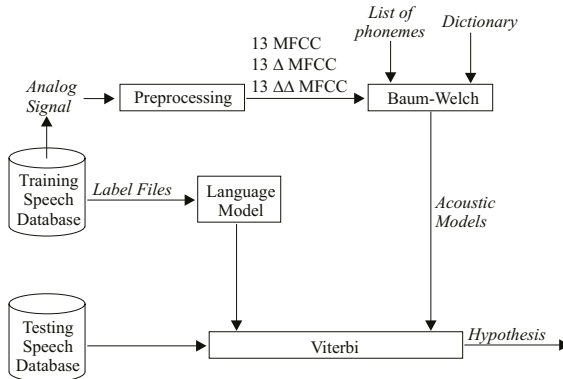 List of
phonemes
Dictionary
13 MFCC
13 Δ MFCC
13 ΔΔ MFCC
Analog
Signal
Preprocessing
Baum-Welch
Training
Speech
Database
Label Files
Language
Model
Acoustic
Models
Testing
Speech
Database
Viterbi
Hypothesis